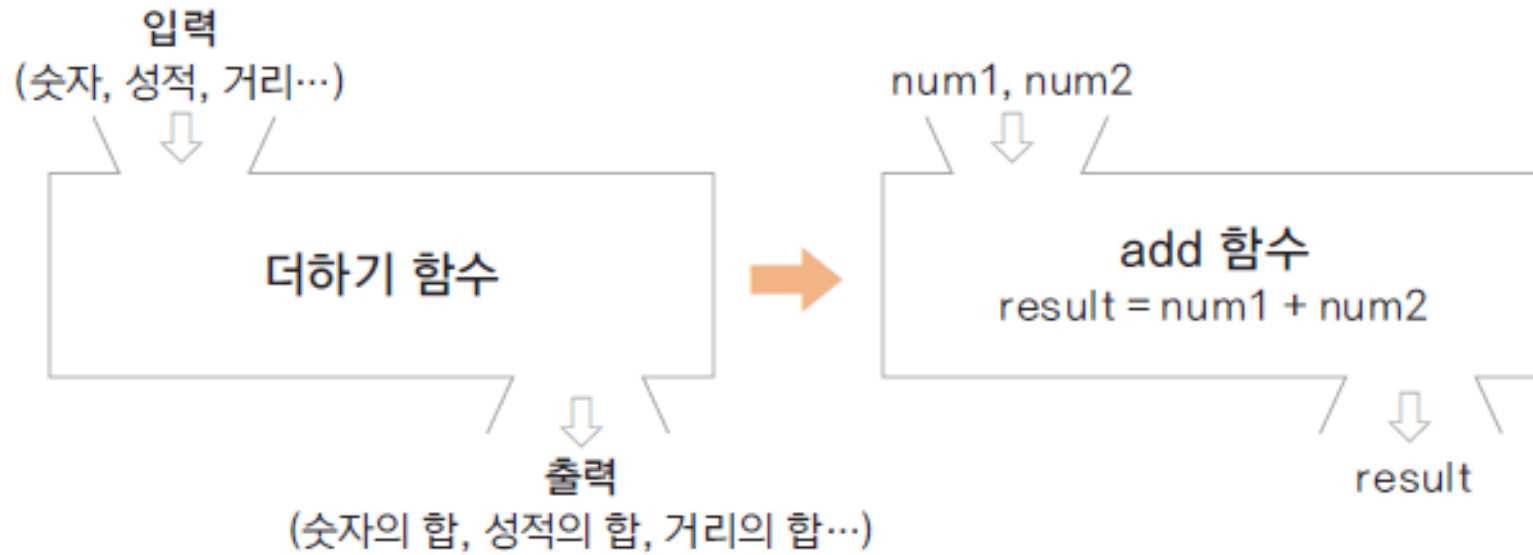 입력
(숫자, 성적, 거리…)
더하기 함수
출력
(숫자의 합, 성적의 합, 거리의 합…)
num1, num2
add 함수
result = num1 + num2
result